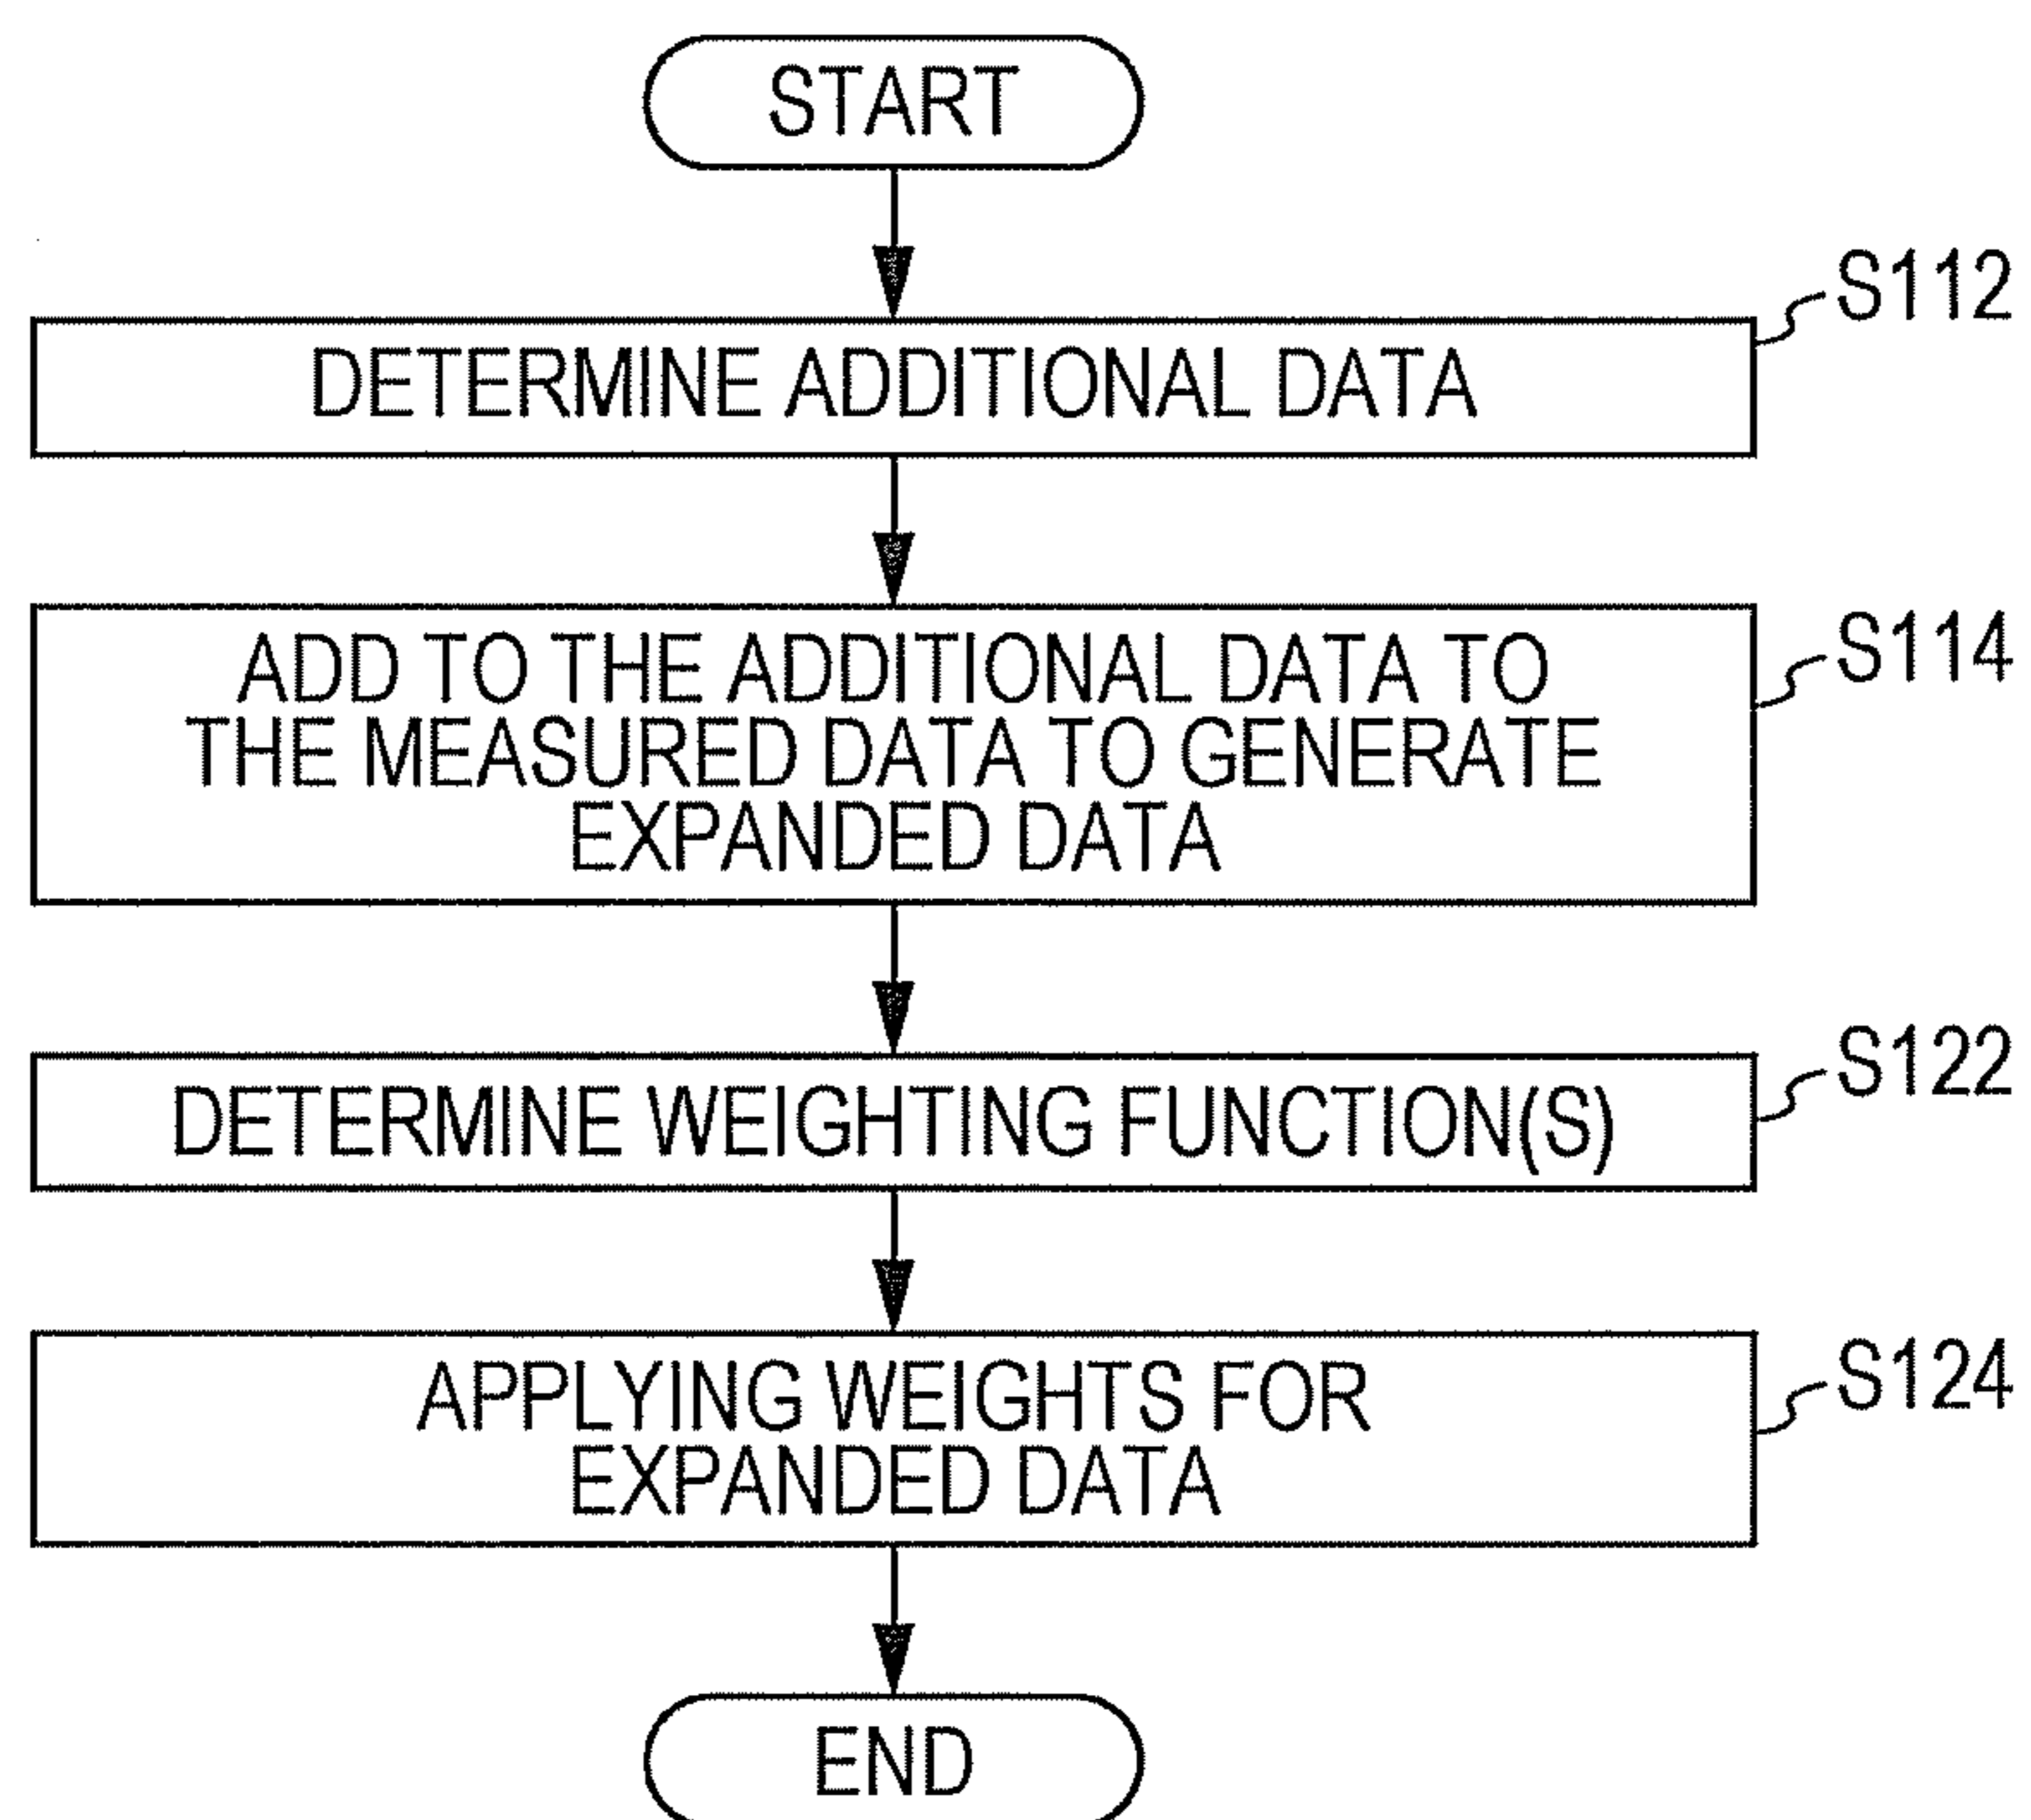 START
S112
DETERMINE ADDITIONAL DATA
S114
ADD TO THE ADDITIONAL DATA TO
THE MEASURED DATA TO GENERATE
EXPANDED DATA
S122
DETERMINE WEIGHTING FUNCTION(S)
S124
APPLYING WEIGHTS FOR
EXPANDED DATA
END